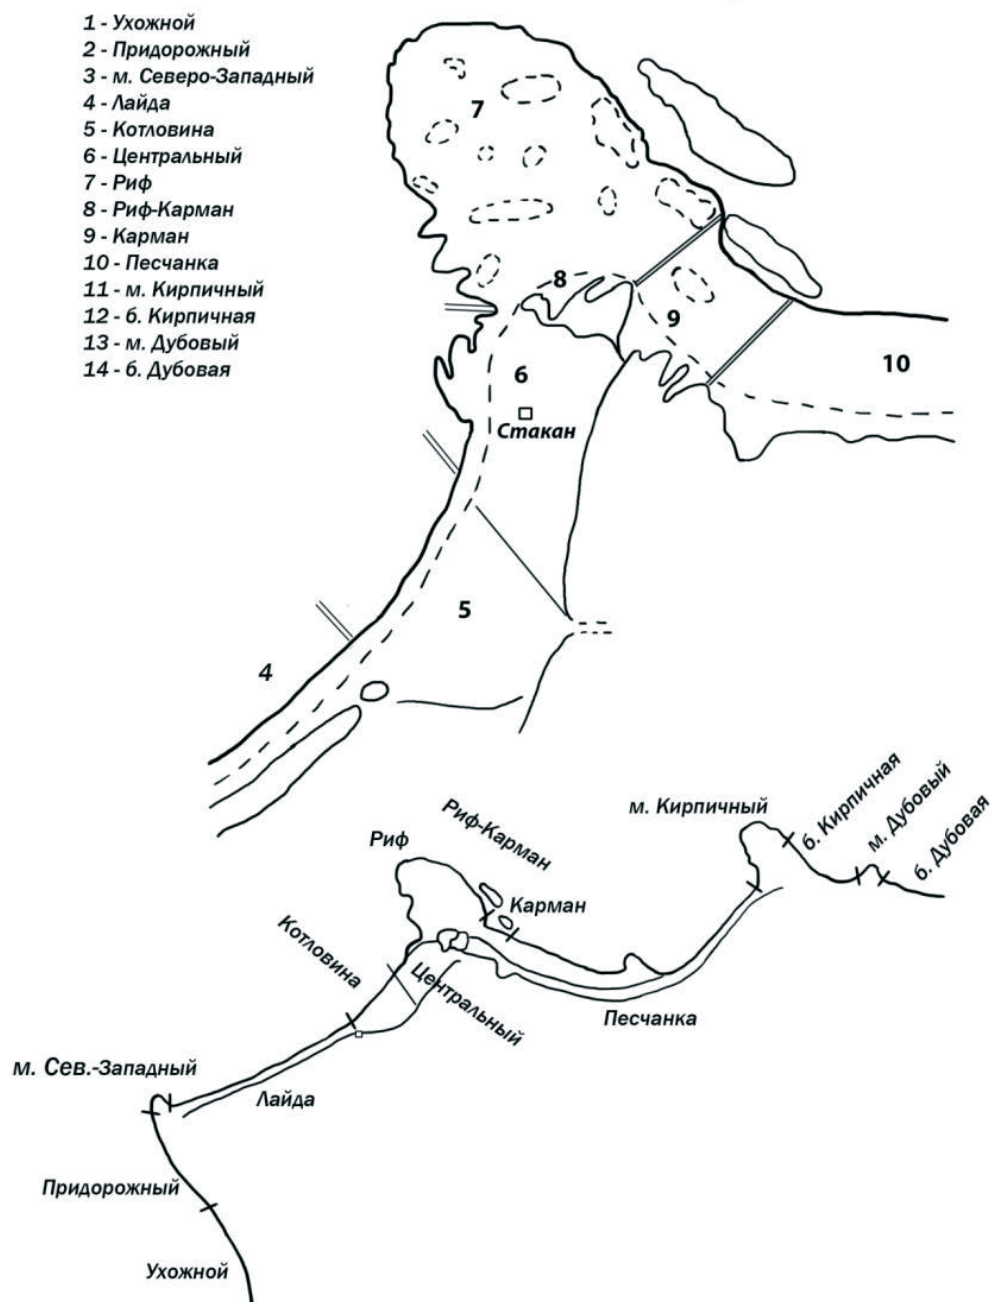 1 - Ухожной
2 - Придорожный
3 - м. Северо-Западный
4 - Лайда
5 - Котловина
6 - Центральный
7 - Риф
8 - Риф-Карман
9 - Карман
10 - Песчанка
11 - м. Кирпичный
12 - б. Кирпичная
13 - м. Дубовый
14 - б. Дубовая
7
8
9
10
6
Стакан
5
4
м. Кирпичный
б. Кирпичная
м. Дубовый
б. Дубовая
Риф-Карман
Риф
Карман
Котловина
Центральный
Песчанка
м. Сев.-Западный
Лайда
Придорожный
Ухожной